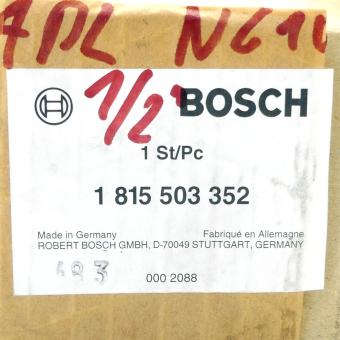 APL N610
1/2 BOSCH
1 St/Pc
1 815 503 352
Made in Germany Fabriqué en Allemagne
ROBERT BOSCH GMBH, D-70049 STUTTGART, GERMANY
483
000 2088